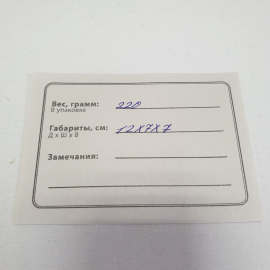 Вес, грамм: 220
В упаковке
Габариты, см: 12х7х7
Д х Ш х В
Замечания: